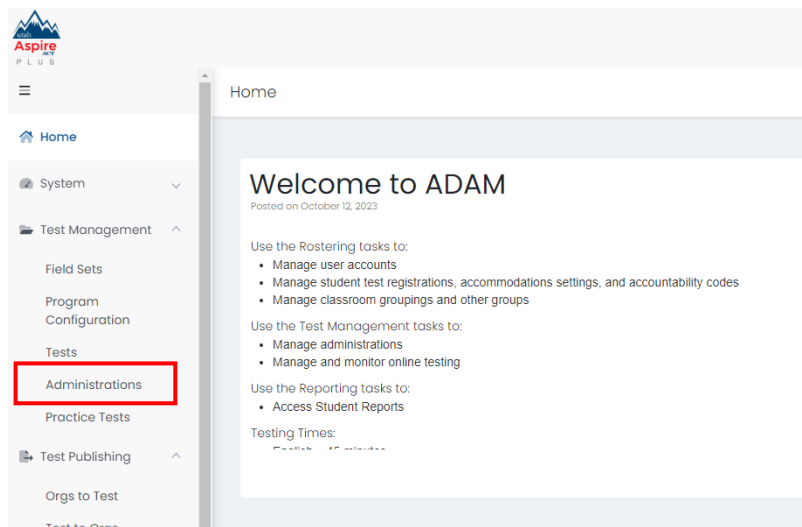 utah
Aspire
ACT
PLUS
Home
Home
System
Test Management
Field Sets
Program
Configuration
Tests
Administrations
Practice Tests
Test Publishing
Orgs to Test
Test to Orgs
Welcome to ADAM
Posted on October 12, 2023
Use the Rostering tasks to:
• Manage user accounts
• Manage student test registrations, accommodations settings, and accountability codes
• Manage classroom groupings and other groups
Use the Test Management tasks to:
• Manage administrations
• Manage and monitor online testing
Use the Reporting tasks to:
• Access Student Reports
Testing Times: